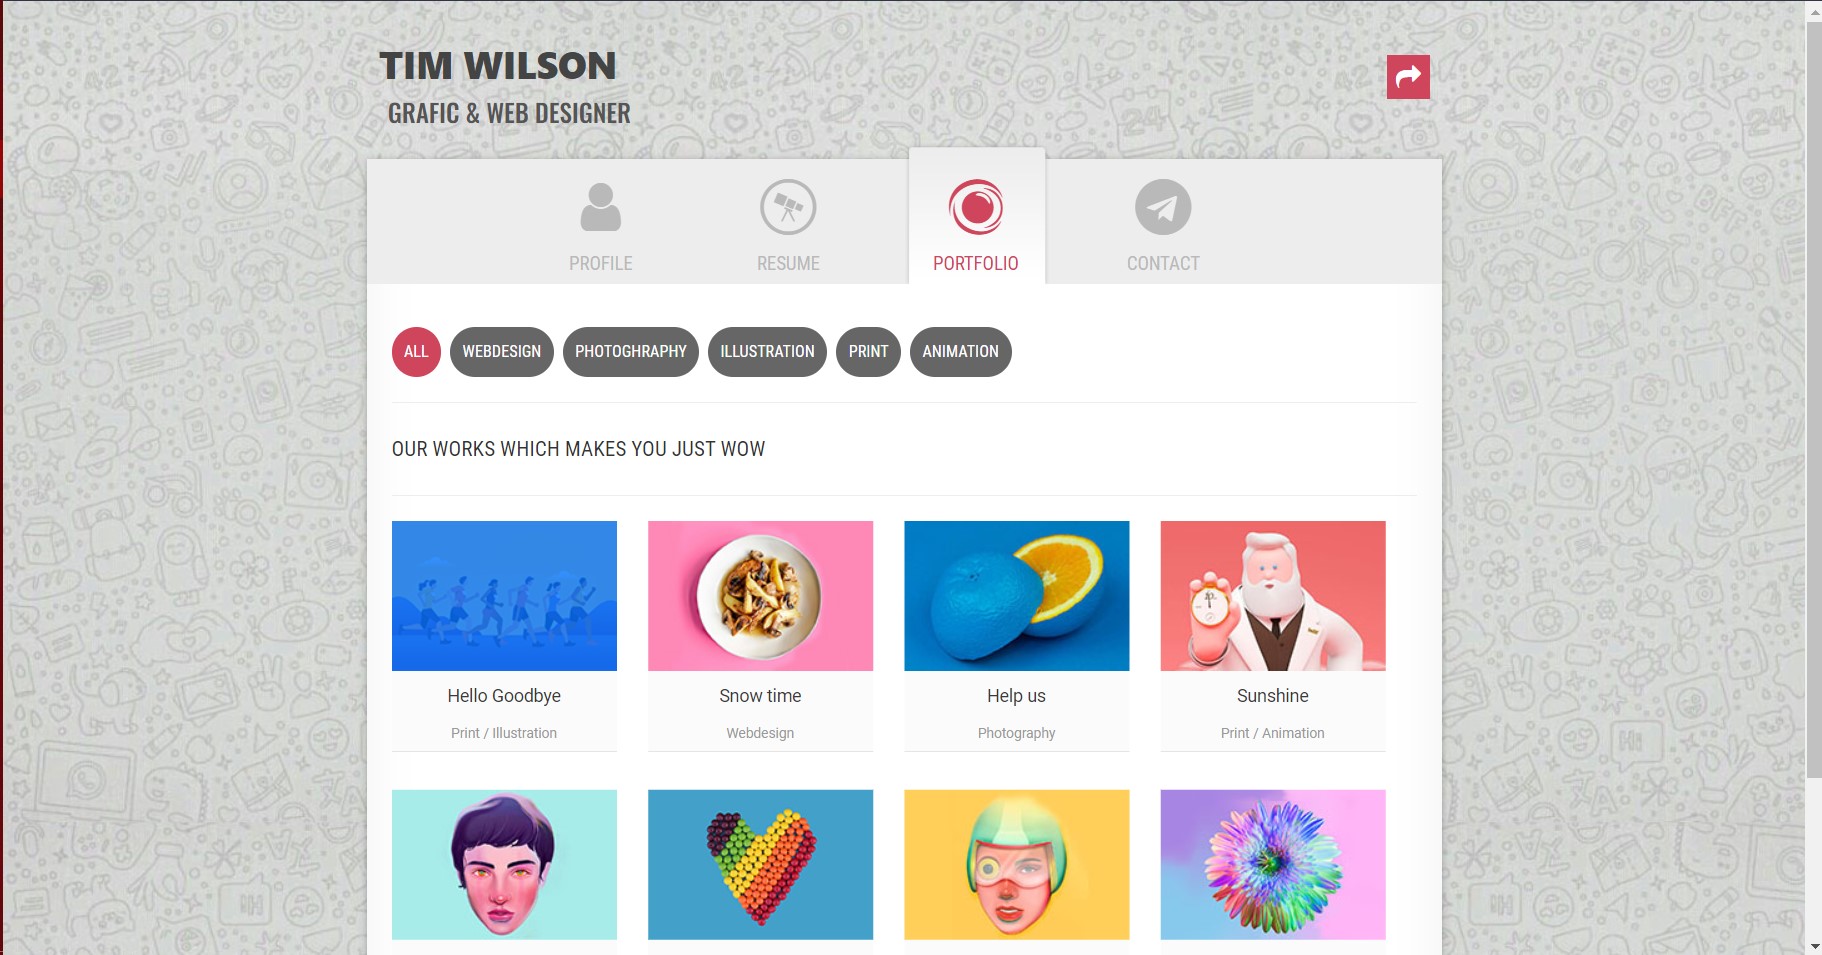 TIM WILSON
GRAFIC & WEB DESIGNER
PROFILE
RESUME
PORTFOLIO
CONTACT
ALL
WEBDESIGN
PHOTOGHRAPHY
ILLUSTRATION
PRINT
ANIMATION
OUR WORKS WHICH MAKES YOU JUST WOW
Hello Goodbye
Snow time
Help us
Sunshine
Print / Illustration
Webdesign
Photography
Print / Animation